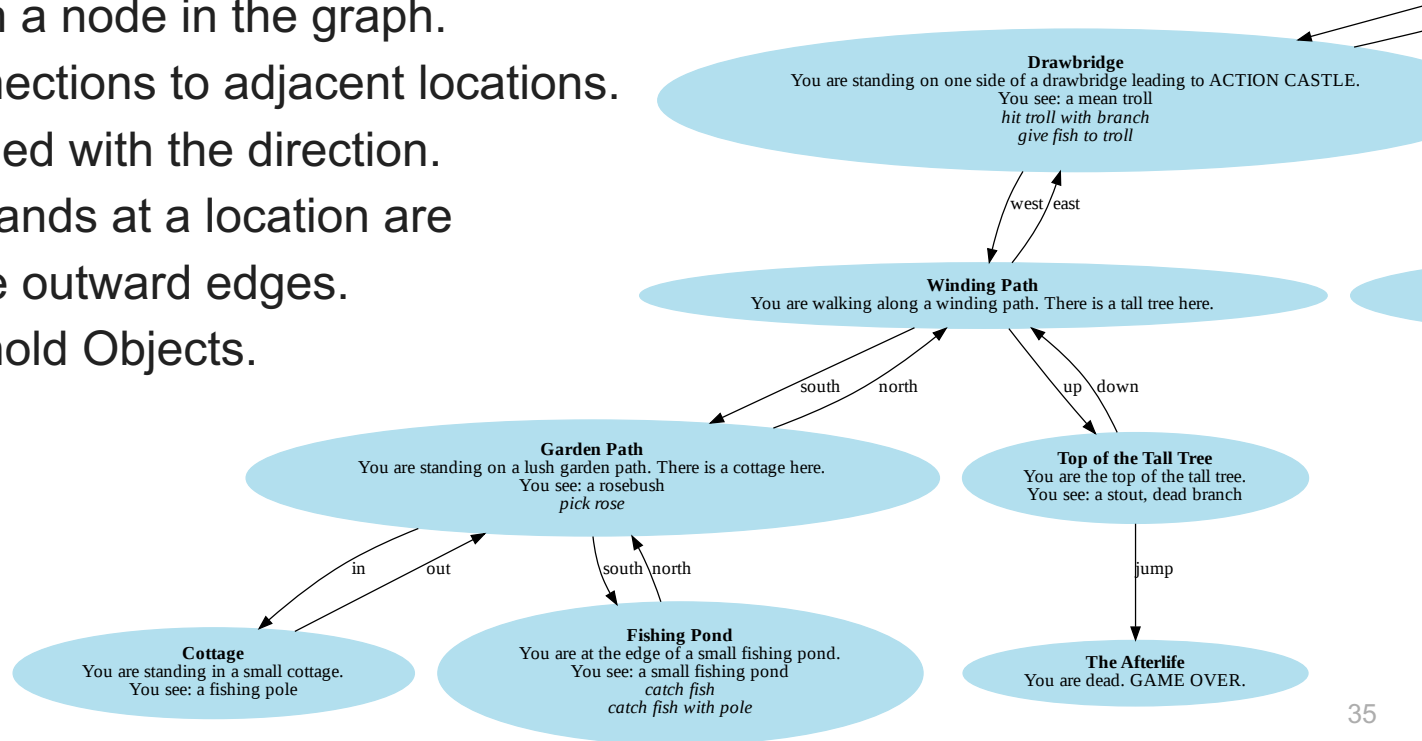 a node in the graph.
nections to adjacent locations.
ed with the direction.
ands at a location are
e outward edges.
old Objects.
Drawbridge
You are standing on one side of a drawbridge leading to ACTION CASTLE.
You see: a mean troll
hit troll with branch
give fish to troll
west east
Winding Path
You are walking along a winding path. There is a tall tree here.
south north up down
Garden Path
You are standing on a lush garden path. There is a cottage here.
You see: a rosebush
pick rose
Top of the Tall Tree
You are the top of the tall tree.
You see: a stout, dead branch
in out south north jump
Cottage
You are standing in a small cottage.
You see: a fishing pole
Fishing Pond
You are at the edge of a small fishing pond.
You see: a small fishing pond
catch fish
catch fish with pole
The Afterlife
You are dead. GAME OVER.
35